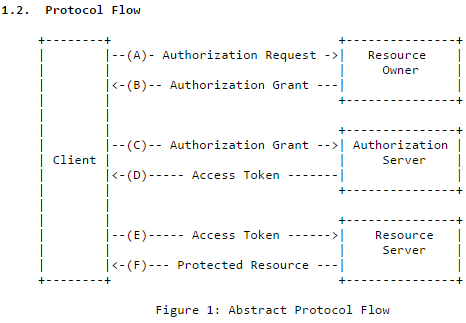 1.2. Protocol Flow
+--------+ +---------------+
| |--(A)- Authorization Request ->| Resource |
| | | Owner |
| |<-(B)-- Authorization Grant ---| |
| | +---------------+
| |
| | +---------------+
| |--(C)-- Authorization Grant -->| Authorization |
| Client | | Server |
| |<-(D)----- Access Token -------| |
| | +---------------+
| |
| | +---------------+
| |--(E)----- Access Token ------>| Resource |
| | | Server |
| |<-(F)--- Protected Resource ---| |
+--------+ +---------------+
Figure 1: Abstract Protocol Flow